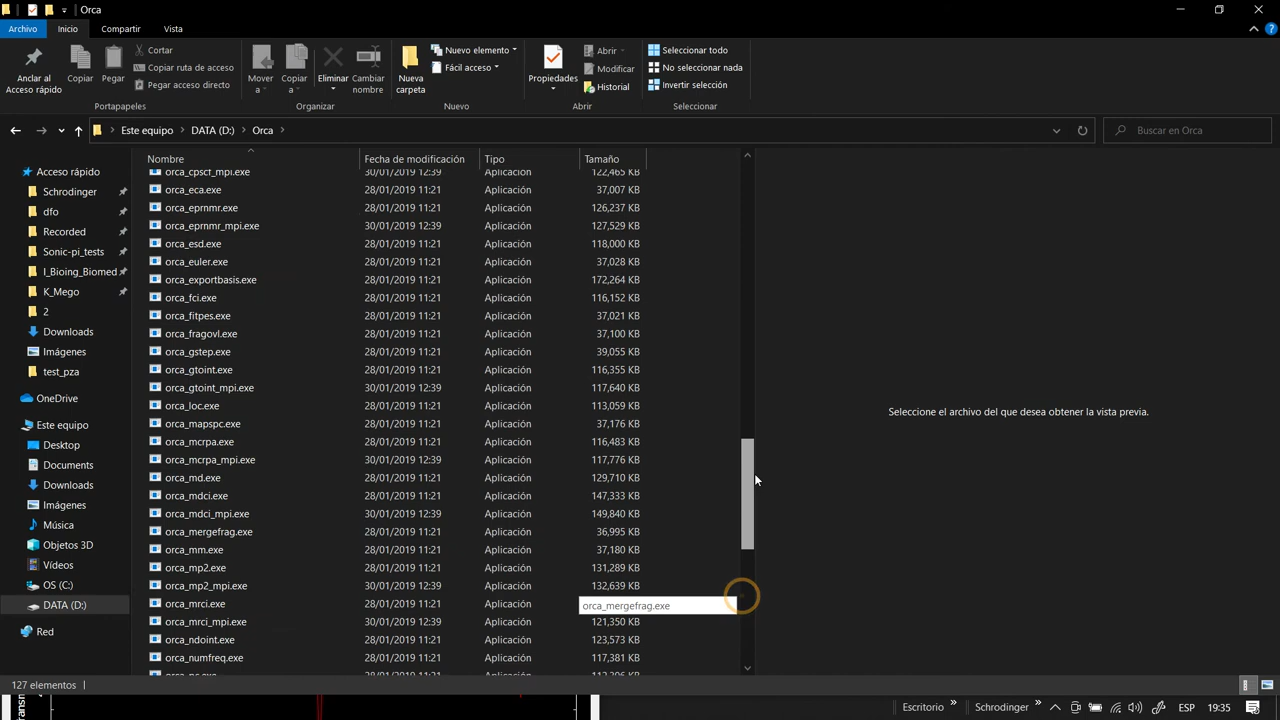 Orca
Archivo Inicio Compartir Vista
Anclar al Acceso rápido
Copiar
Pegar
Cortar
Copiar ruta de acceso
Pegar acceso directo
Portapapeles
Mover a
Copiar a
Eliminar
Cambiar nombre
Organizar
Nueva carpeta
Nuevo elemento
Fácil acceso
Nuevo
Propiedades
Abrir
Modificar
Historial
Abrir
Seleccionar todo
No seleccionar nada
Invertir selección
Seleccionar
Este equipo > DATA (D:) > Orca >
Buscar en Orca
Acceso rápido
Schrodinger
dfo
Recorded
Sonic-pi_tests
I_Bioing_Biomed
K_Mego
2
Downloads
Imágenes
test_pza
OneDrive
Este equipo
Desktop
Documents
Downloads
Imágenes
Música
Objetos 3D
Vídeos
OS (C:)
DATA (D:)
Red
Nombre Fecha de modificación Tipo Tamaño
orca_cpscf_mpi.exe 30/01/2019 12:39 Aplicación 122,465 KB
orca_eca.exe 28/01/2019 11:21 Aplicación 37,007 KB
orca_eprnmr.exe 28/01/2019 11:21 Aplicación 126,237 KB
orca_eprnmr_mpi.exe 30/01/2019 12:39 Aplicación 127,529 KB
orca_esd.exe 28/01/2019 11:21 Aplicación 118,000 KB
orca_euler.exe 28/01/2019 11:21 Aplicación 37,028 KB
orca_exportbasis.exe 28/01/2019 11:21 Aplicación 172,264 KB
orca_fci.exe 28/01/2019 11:21 Aplicación 116,152 KB
orca_fitpes.exe 28/01/2019 11:21 Aplicación 37,021 KB
orca_fragovl.exe 28/01/2019 11:21 Aplicación 37,100 KB
orca_gstep.exe 28/01/2019 11:21 Aplicación 39,055 KB
orca_gtoint.exe 28/01/2019 11:21 Aplicación 116,355 KB
orca_gtoint_mpi.exe 30/01/2019 12:39 Aplicación 117,640 KB
orca_loc.exe 28/01/2019 11:21 Aplicación 113,059 KB
orca_mapspc.exe 28/01/2019 11:21 Aplicación 37,176 KB
orca_mcrpa.exe 28/01/2019 11:21 Aplicación 116,483 KB
orca_mcrpa_mpi.exe 30/01/2019 12:39 Aplicación 117,776 KB
orca_md.exe 28/01/2019 11:21 Aplicación 129,710 KB
orca_mdci.exe 28/01/2019 11:21 Aplicación 147,333 KB
orca_mdci_mpi.exe 30/01/2019 12:39 Aplicación 149,840 KB
orca_mergefrag.exe 28/01/2019 11:21 Aplicación 36,995 KB
orca_mm.exe 28/01/2019 11:21 Aplicación 37,180 KB
orca_mp2.exe 28/01/2019 11:21 Aplicación 131,289 KB
orca_mp2_mpi.exe 30/01/2019 12:39 Aplicación 132,639 KB
orca_mrci.exe 28/01/2019 11:21 Aplicación orca_mergefrag.exe
orca_mrci_mpi.exe 30/01/2019 12:39 Aplicación 121,350 KB
orca_ndoint.exe 28/01/2019 11:21 Aplicación 123,573 KB
orca_numfreq.exe 28/01/2019 11:21 Aplicación 117,381 KB
Seleccione el archivo del que desea obtener la vista previa.
127 elementos
Escritorio » Schrodinger » ESP 19:35